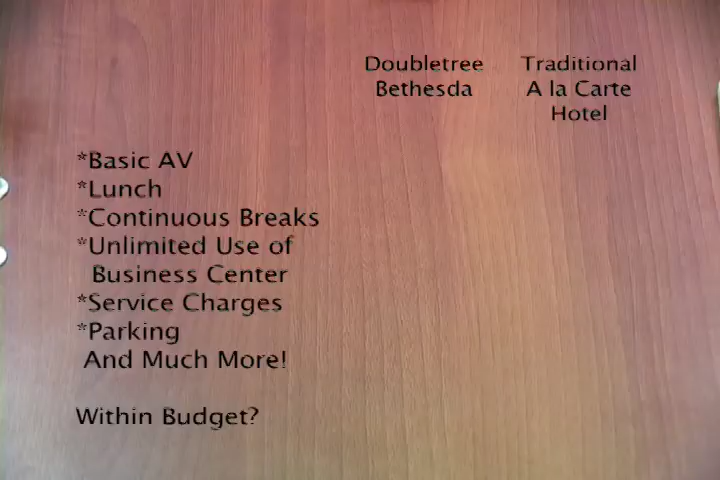 Doubletree Bethesda
Traditional A la Carte Hotel
*Basic AV
*Lunch
*Continuous Breaks
*Unlimited Use of
Business Center
*Service Charges
*Parking
And Much More!
Within Budget?